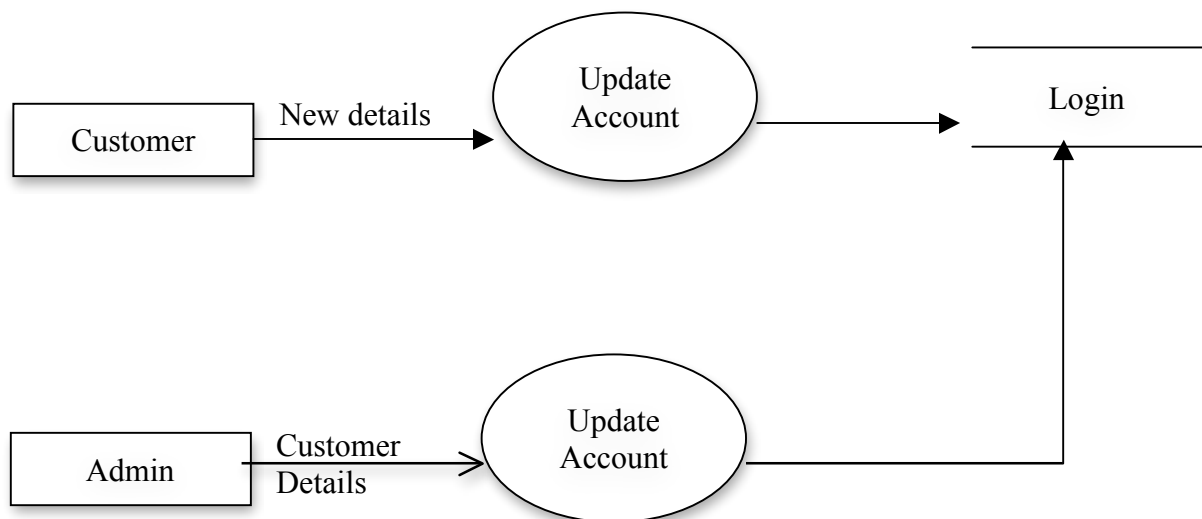 Customer
New details
Update
Account
Login
Admin
Customer
Details
Update
Account